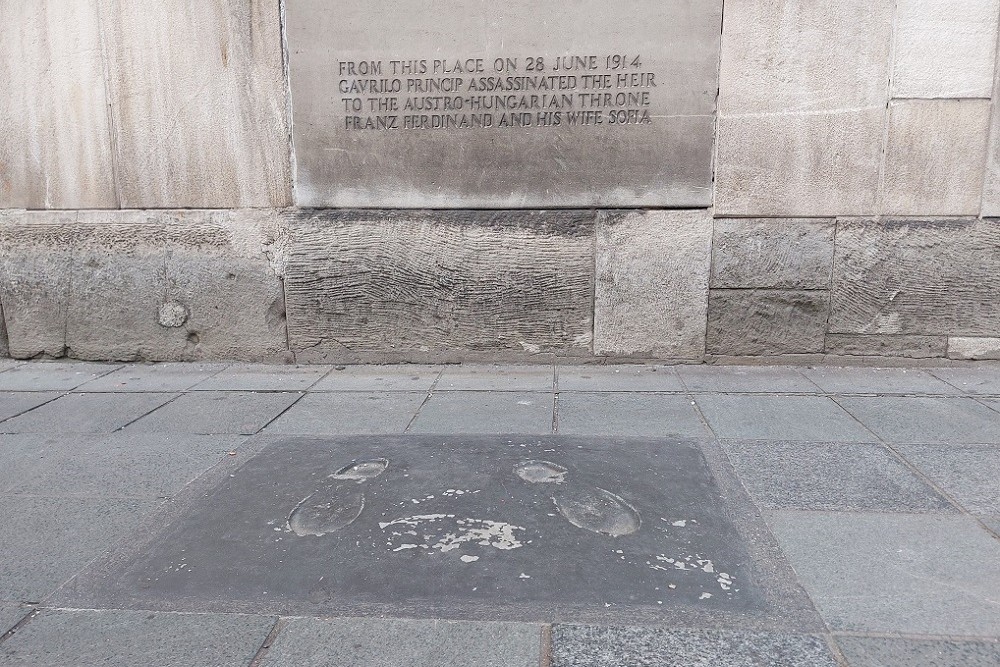 FROM THIS PLACE ON 28 JUNE 1914
GAVRILO PRINCIP ASSASSINATED THE HEIR
TO THE AUSTRO-HUNGARIAN THRONE
FRANZ FERDINAND AND HIS WIFE SOFIA